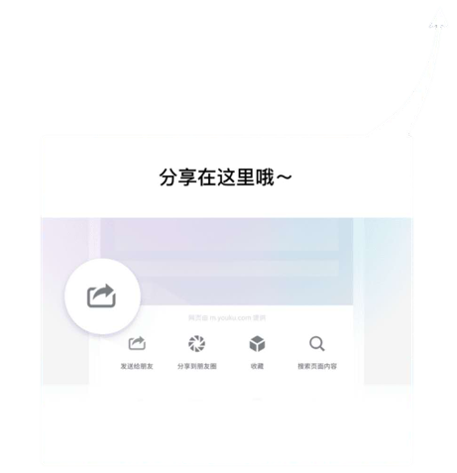 分享在这里哦～
网页由 m.youku.com 提供
发送给朋友
分享到朋友圈
收藏
搜索页面内容